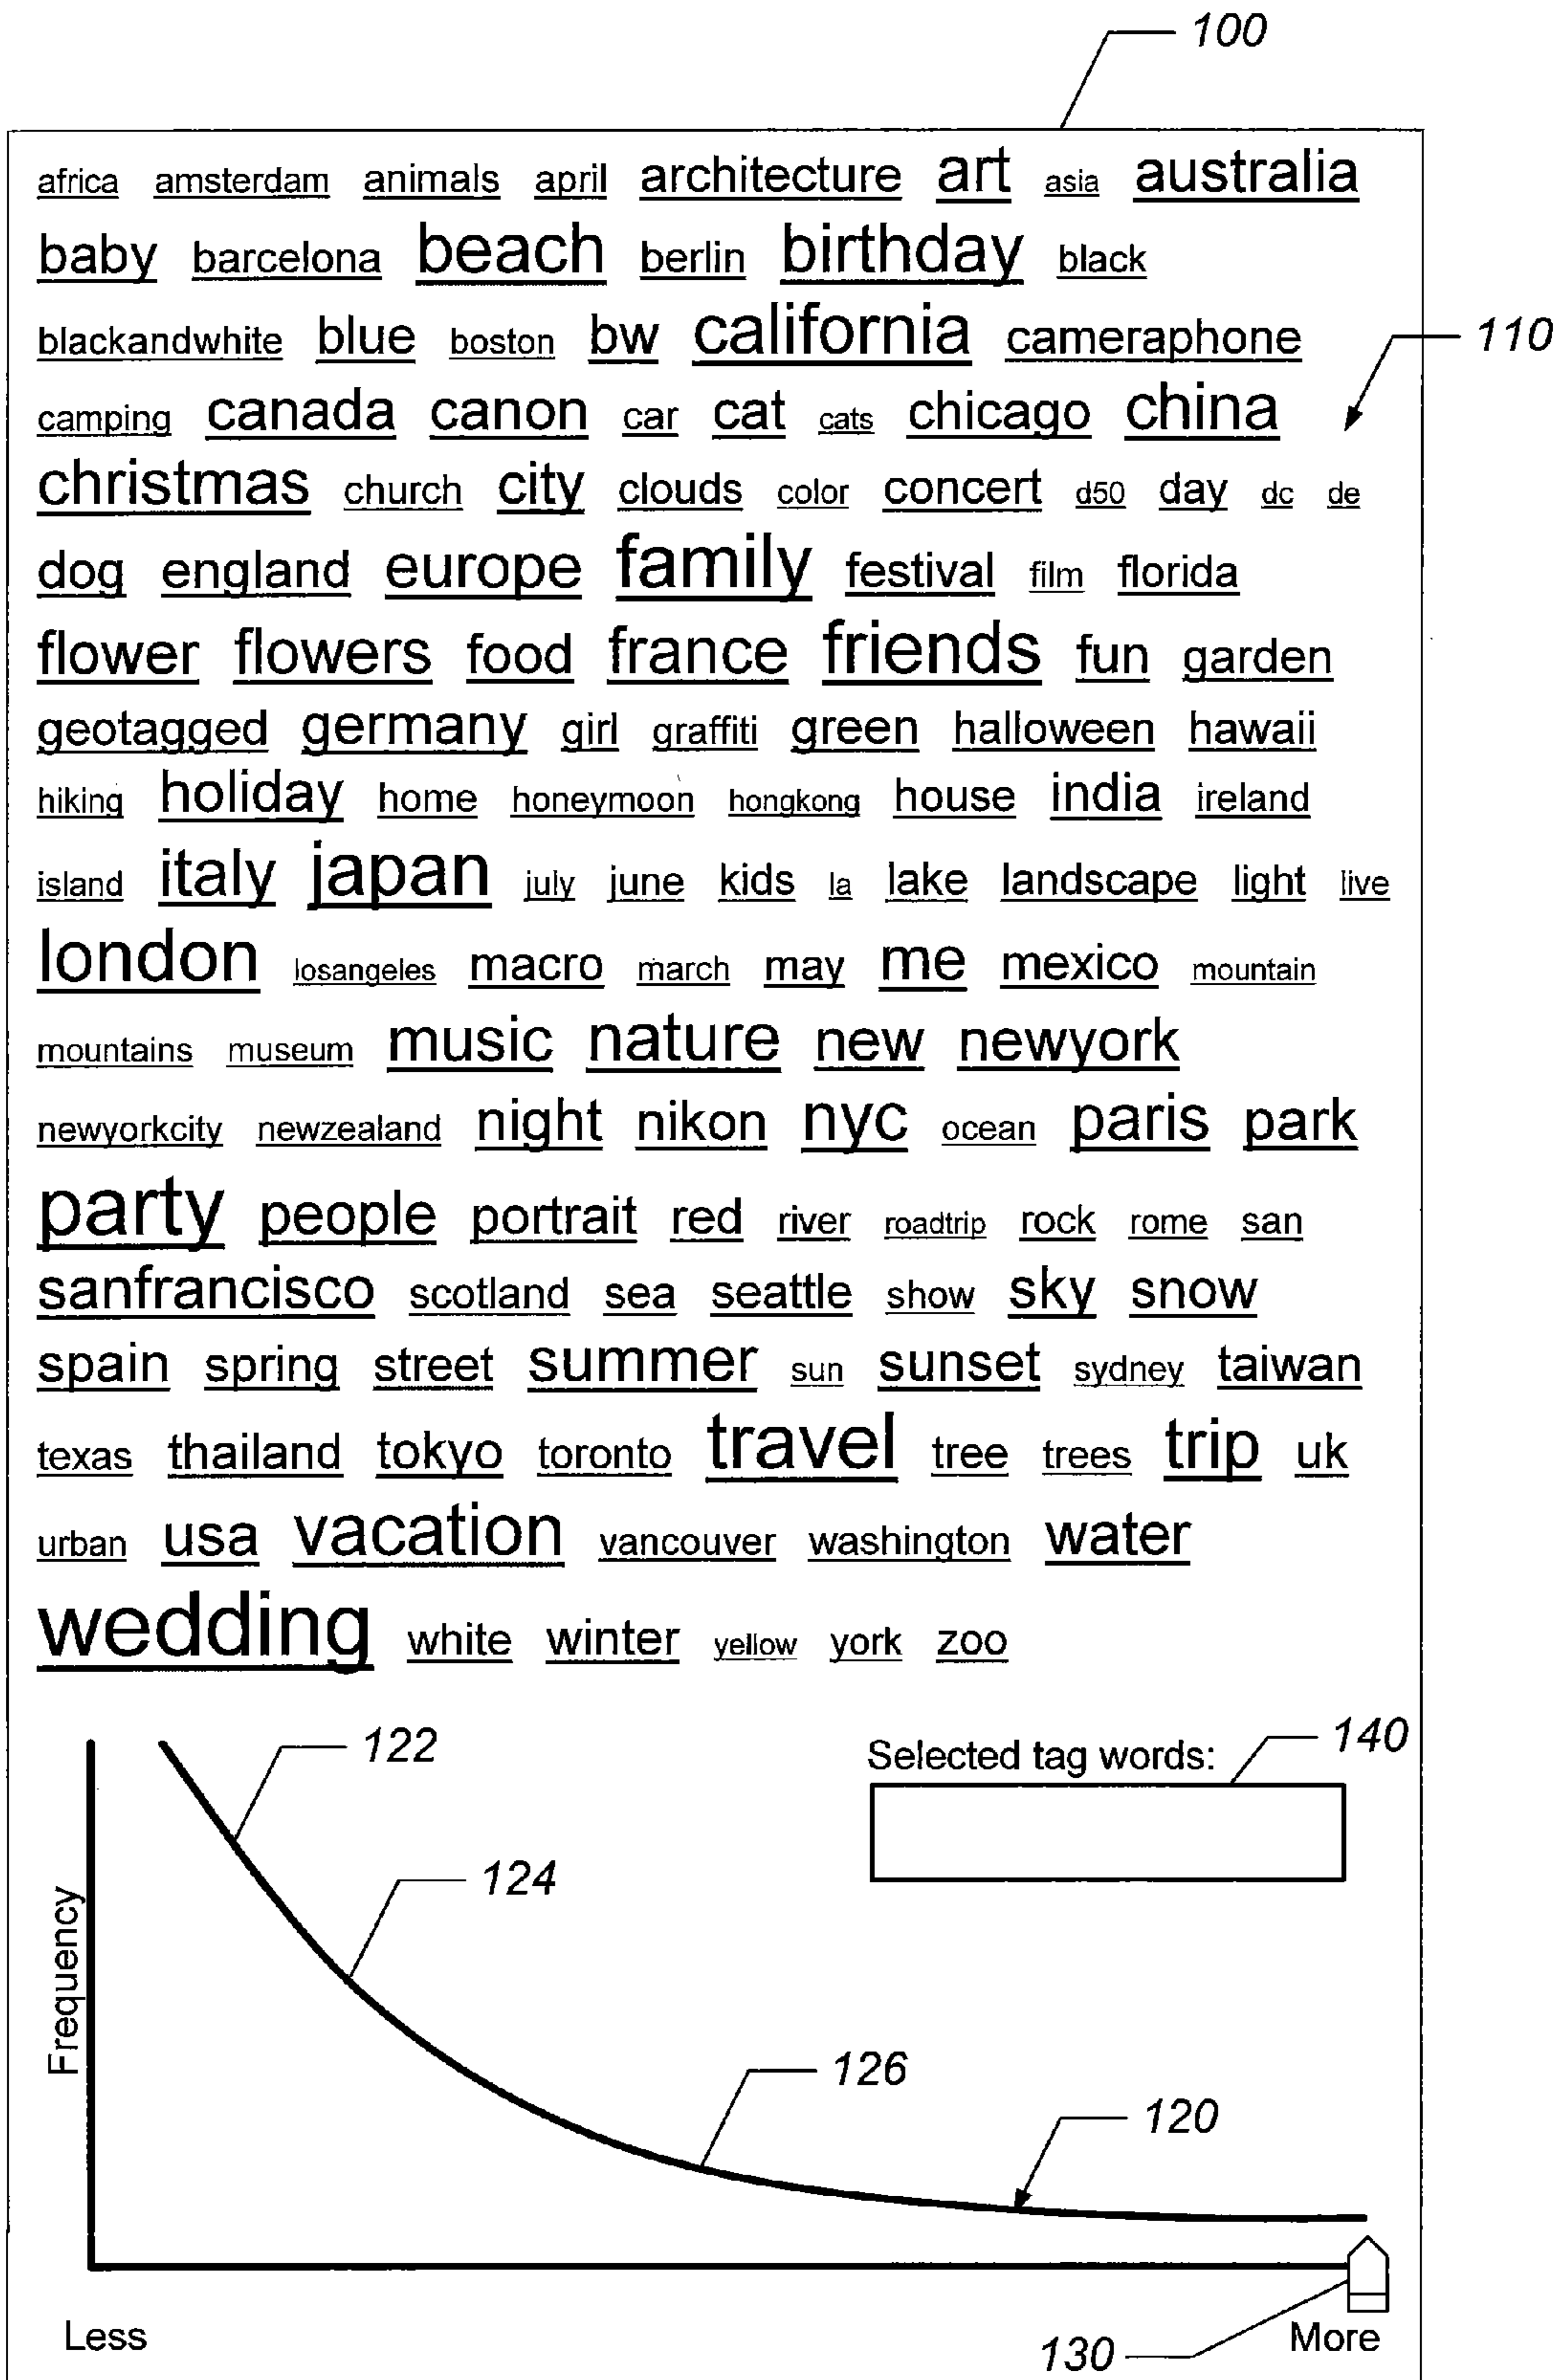 100
africa amsterdam animals april architecture art asia australia
baby barcelona beach berlin birthday black
blackandwhite blue boston bw california cameraphone
110
camping canada canon car cat cats chicago china
christmas church city clouds color concert d50 day dc de
dog england europe family festival film florida
flower flowers food france friends fun garden
geotagged germany girl graffiti green halloween hawaii
hiking holiday home honeymoon hongkong house india ireland
island italy japan july june kids la lake landscape light live
london losangeles macro march may me mexico mountain
mountains museum music nature new newyork
newyorkcity newzealand night nikon nyc ocean paris park
party people portrait red river roadtrip rock rome san
sanfrancisco scotland sea seattle show sky snow
spain spring street summer sun sunset sydney taiwan
texas thailand tokyo toronto travel tree trees trip uk
urban usa vacation vancouver washington water
wedding white winter yellow york zoo
122
Selected tag words:
140
124
Frequency
126
120
Less
130
More